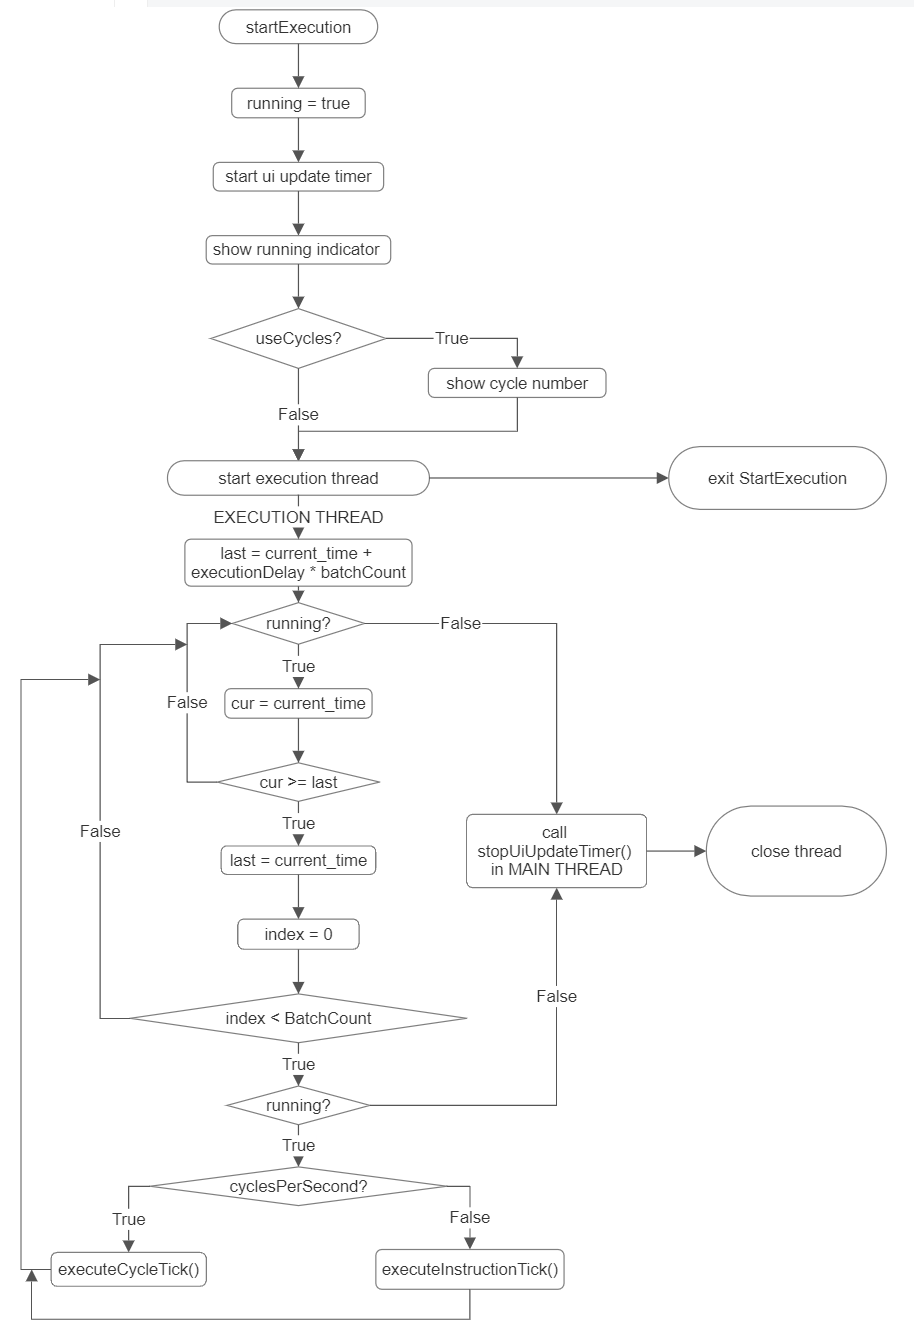 startExecution
running = true
start ui update timer
show running indicator
useCycles?
True
show cycle number
False
start execution thread
exit StartExecution
EXECUTION THREAD
last = current_time +
executionDelay * batchCount
running?
False
True
False
cur = current_time
cur >= last
True
False
last = current_time
call
stopUiUpdateTimer()
in MAIN THREAD
close thread
index = 0
False
index < BatchCount
True
running?
True
cyclesPerSecond?
True
False
executeCycleTick()
executeInstructionTick()